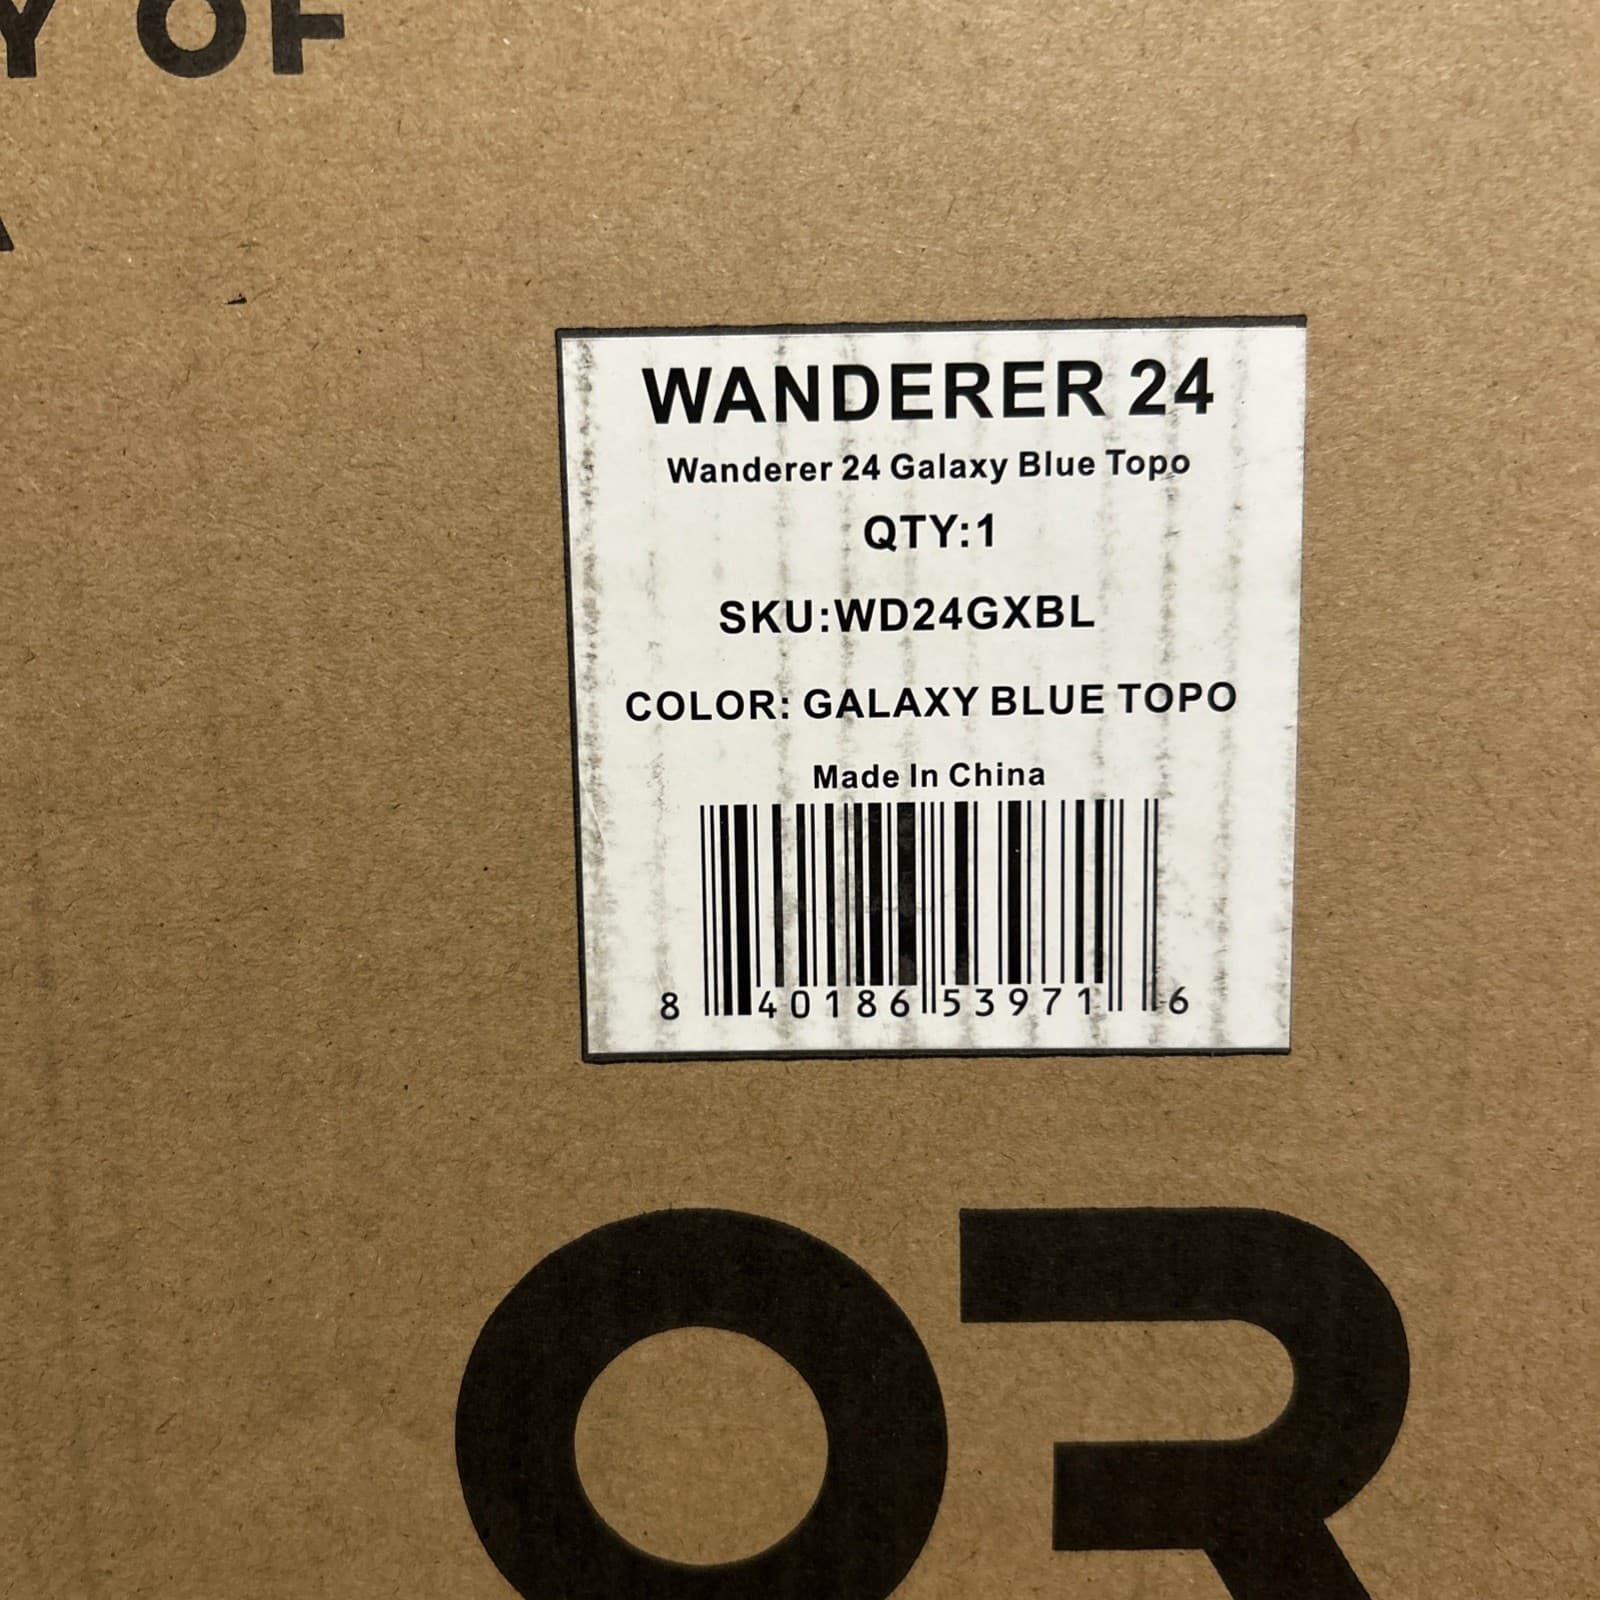 Y OF
WANDERER 24
Wanderer 24 Galaxy Blue Topo
QTY:1
SKU:WD24GXBL
COLOR: GALAXY BLUE TOPO
Made In China
8 40186 53971 6
OR